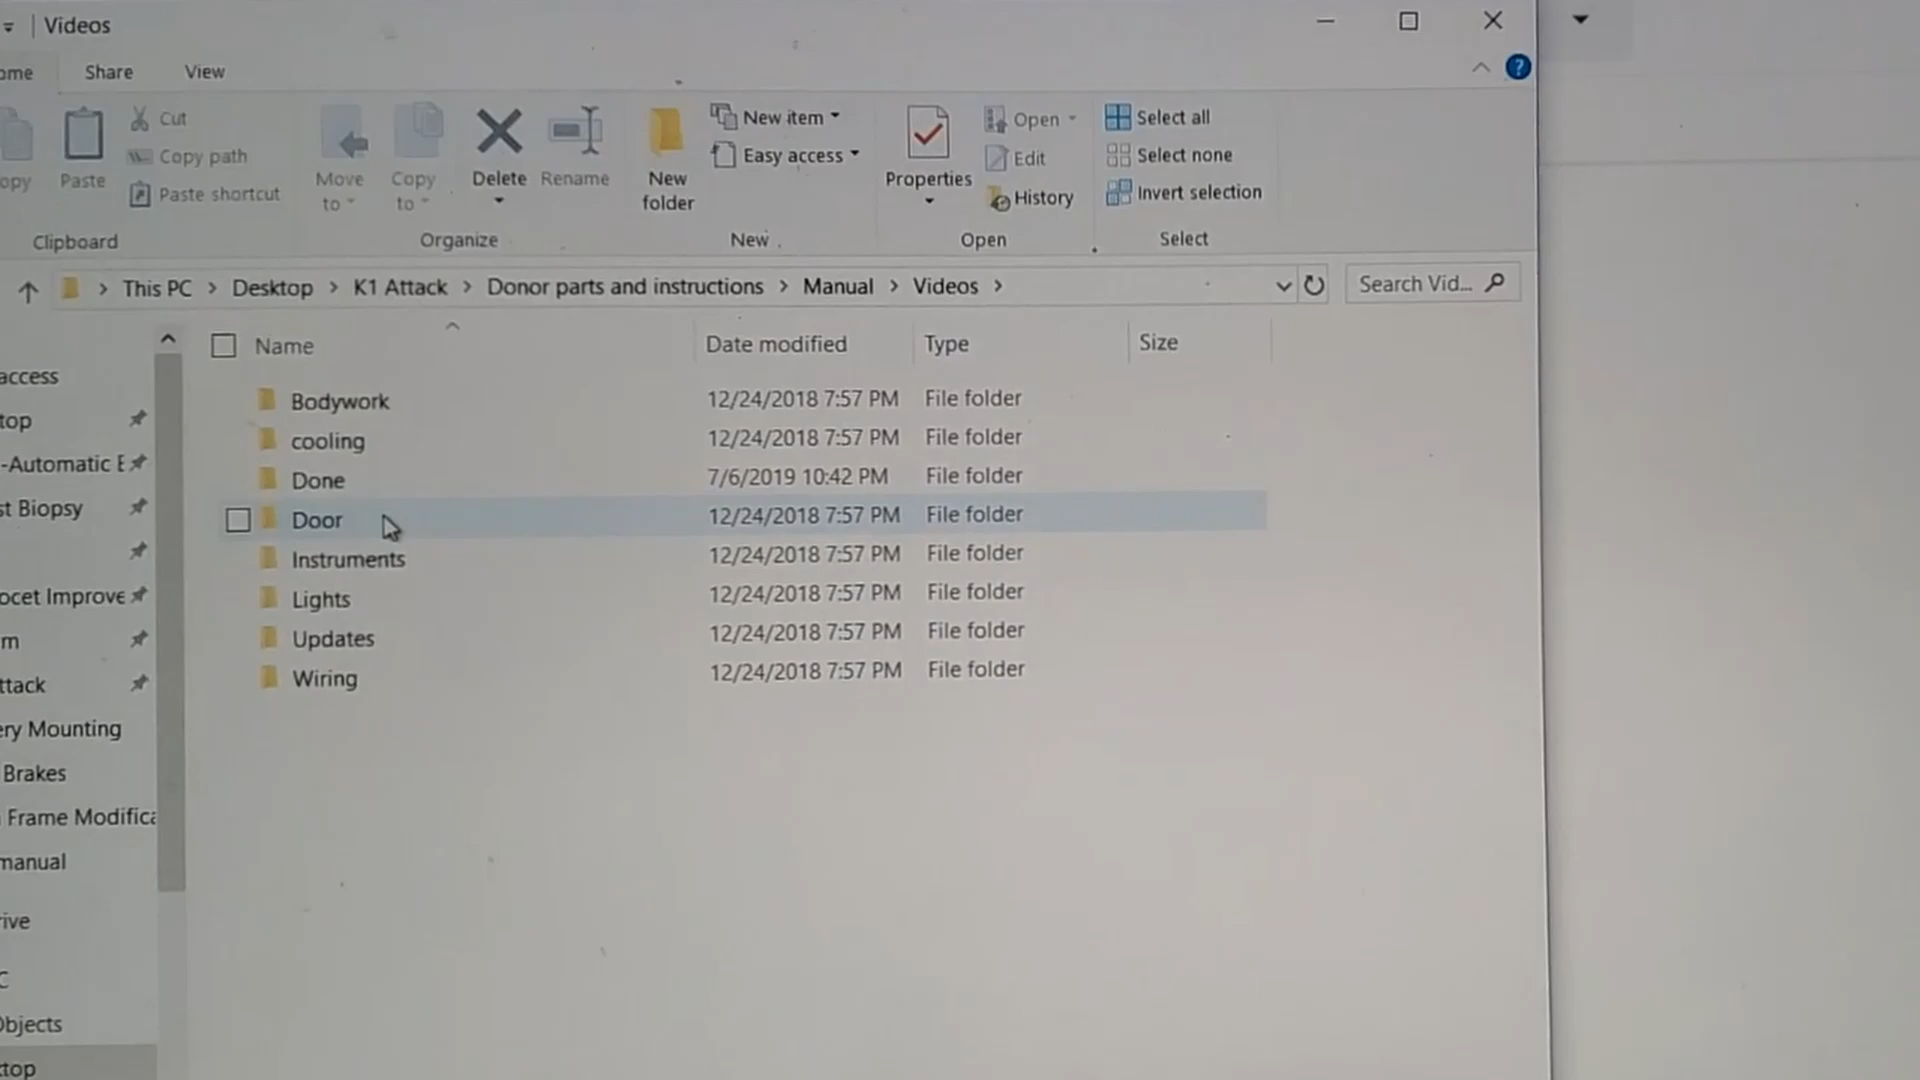 Videos
ome Share View
opy
Paste
Cut
Copy path
Paste shortcut
Clipboard
Move to
Copy to
Delete
Rename
Organize
New folder
New item
Easy access
New
Properties
Open
Edit
History
Open
Select all
Select none
Invert selection
Select
This PC > Desktop > K1 Attack > Donor parts and instructions > Manual > Videos >
Search Vid...
Name Date modified Type Size
Bodywork 12/24/2018 7:57 PM File folder
cooling 12/24/2018 7:57 PM File folder
Done 7/6/2019 10:42 PM File folder
Door 12/24/2018 7:57 PM File folder
Instruments 12/24/2018 7:57 PM File folder
Lights 12/24/2018 7:57 PM File folder
Updates 12/24/2018 7:57 PM File folder
Wiring 12/24/2018 7:57 PM File folder
access
top
-Automatic E
st Biopsy
ocet Improve
m
ttack
ery Mounting
Brakes
Frame Modifica
manual
rive
C
Objects
ktop